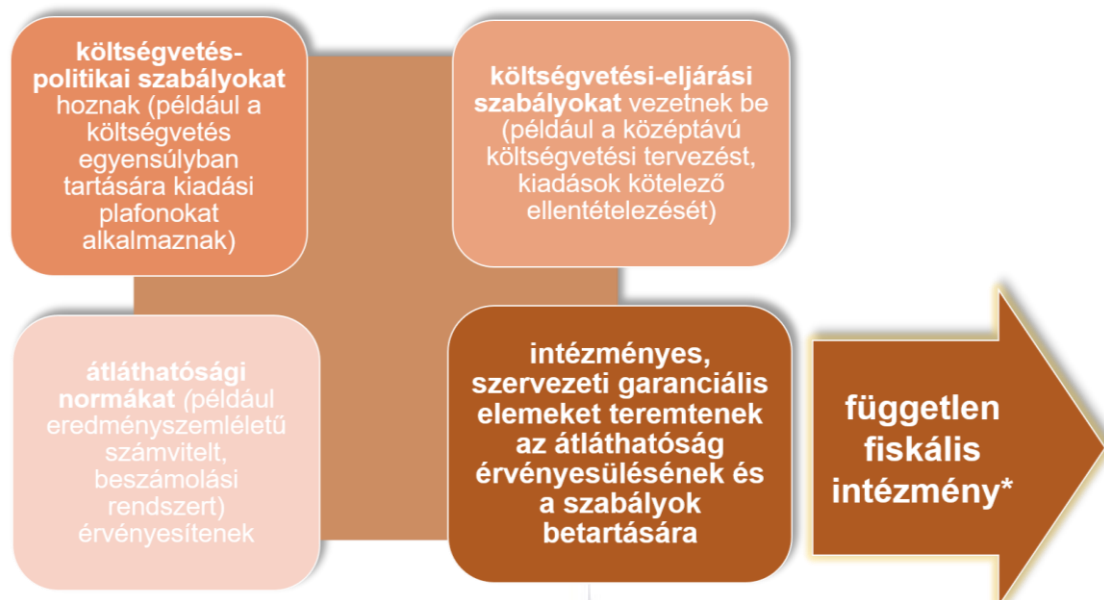 költségvetés-
politikai szabályokat
hoznak (például a
költségvetés
egyensúlyban
tartására kiadási
plafonokat
alkalmaznak)
költségvetési-eljárási
szabályokat vezetnek be
(például a középtávú
költségvetési tervezést,
kiadások kötelező
ellentételezését)
átláthatósági
normákat (például
eredményszemléletű
számvitelt,
beszámolási
rendszert)
érvényesítenek
intézményes,
szervezeti garanciális
elemeket teremtenek
az átláthatóság
érvényesülésének és
a szabályok
betartására
független
fiskális
intézmény*